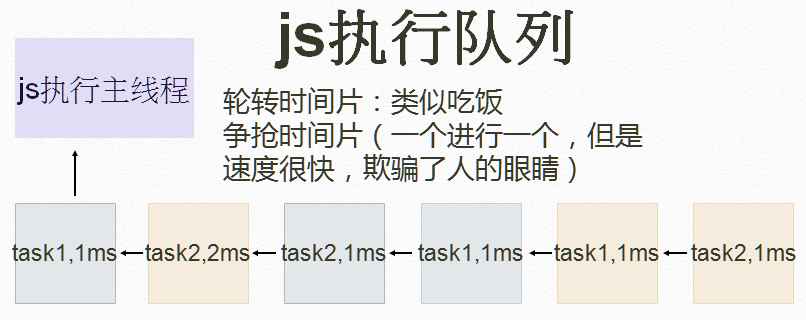 js执行队列
js执行主线程
轮转时间片：类似吃饭
争抢时间片（一个进行一个，但是
速度很快，欺骗了人的眼睛）
task1,1ms
task2,2ms
task2,1ms
task1,1ms
task1,1ms
task2,1ms